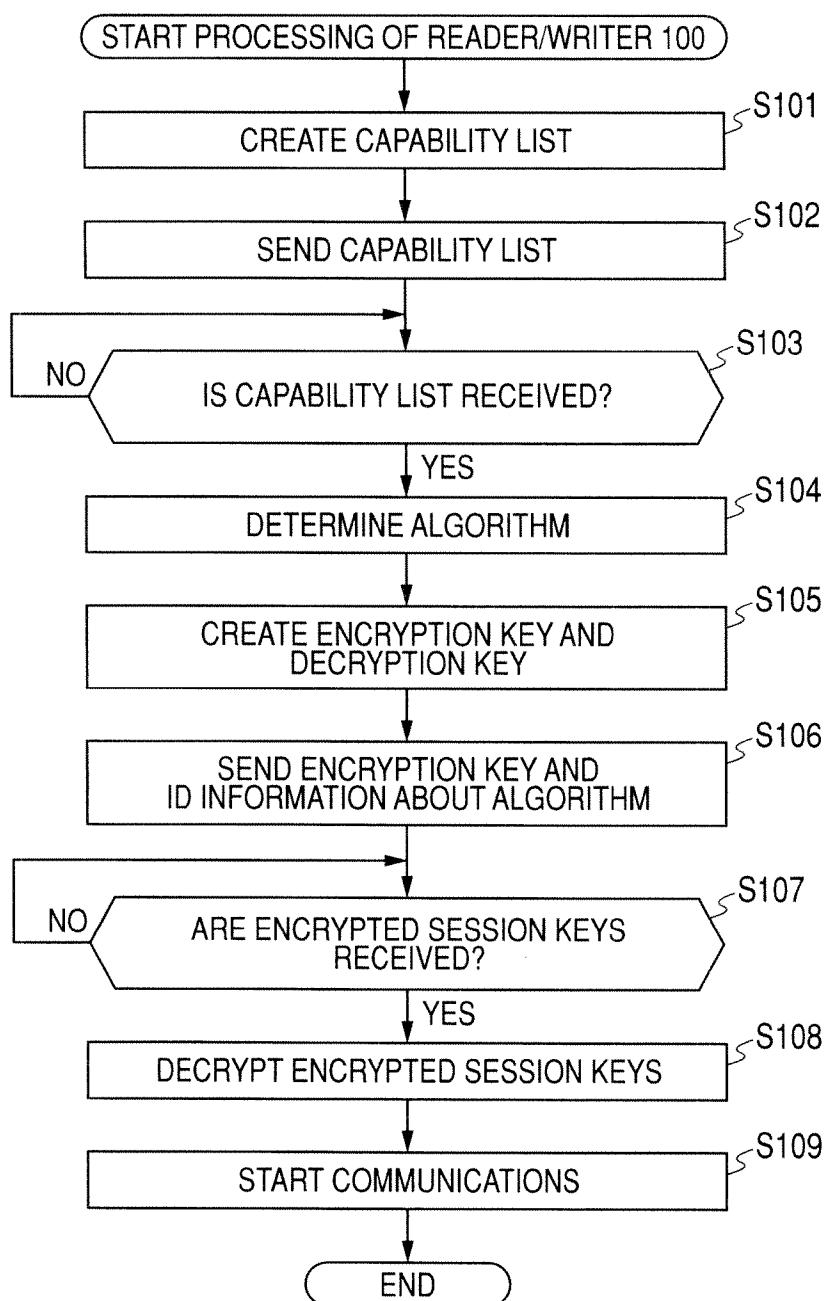 START PROCESSING OF READER/WRITER 100
S101
CREATE CAPABILITY LIST
S102
SEND CAPABILITY LIST
S103
NO
IS CAPABILITY LIST RECEIVED?
YES
S104
DETERMINE ALGORITHM
S105
CREATE ENCRYPTION KEY AND
DECRYPTION KEY
S106
SEND ENCRYPTION KEY AND
ID INFORMATION ABOUT ALGORITHM
S107
NO
ARE ENCRYPTED SESSION KEYS
RECEIVED?
YES
S108
DECRYPT ENCRYPTED SESSION KEYS
S109
START COMMUNICATIONS
END